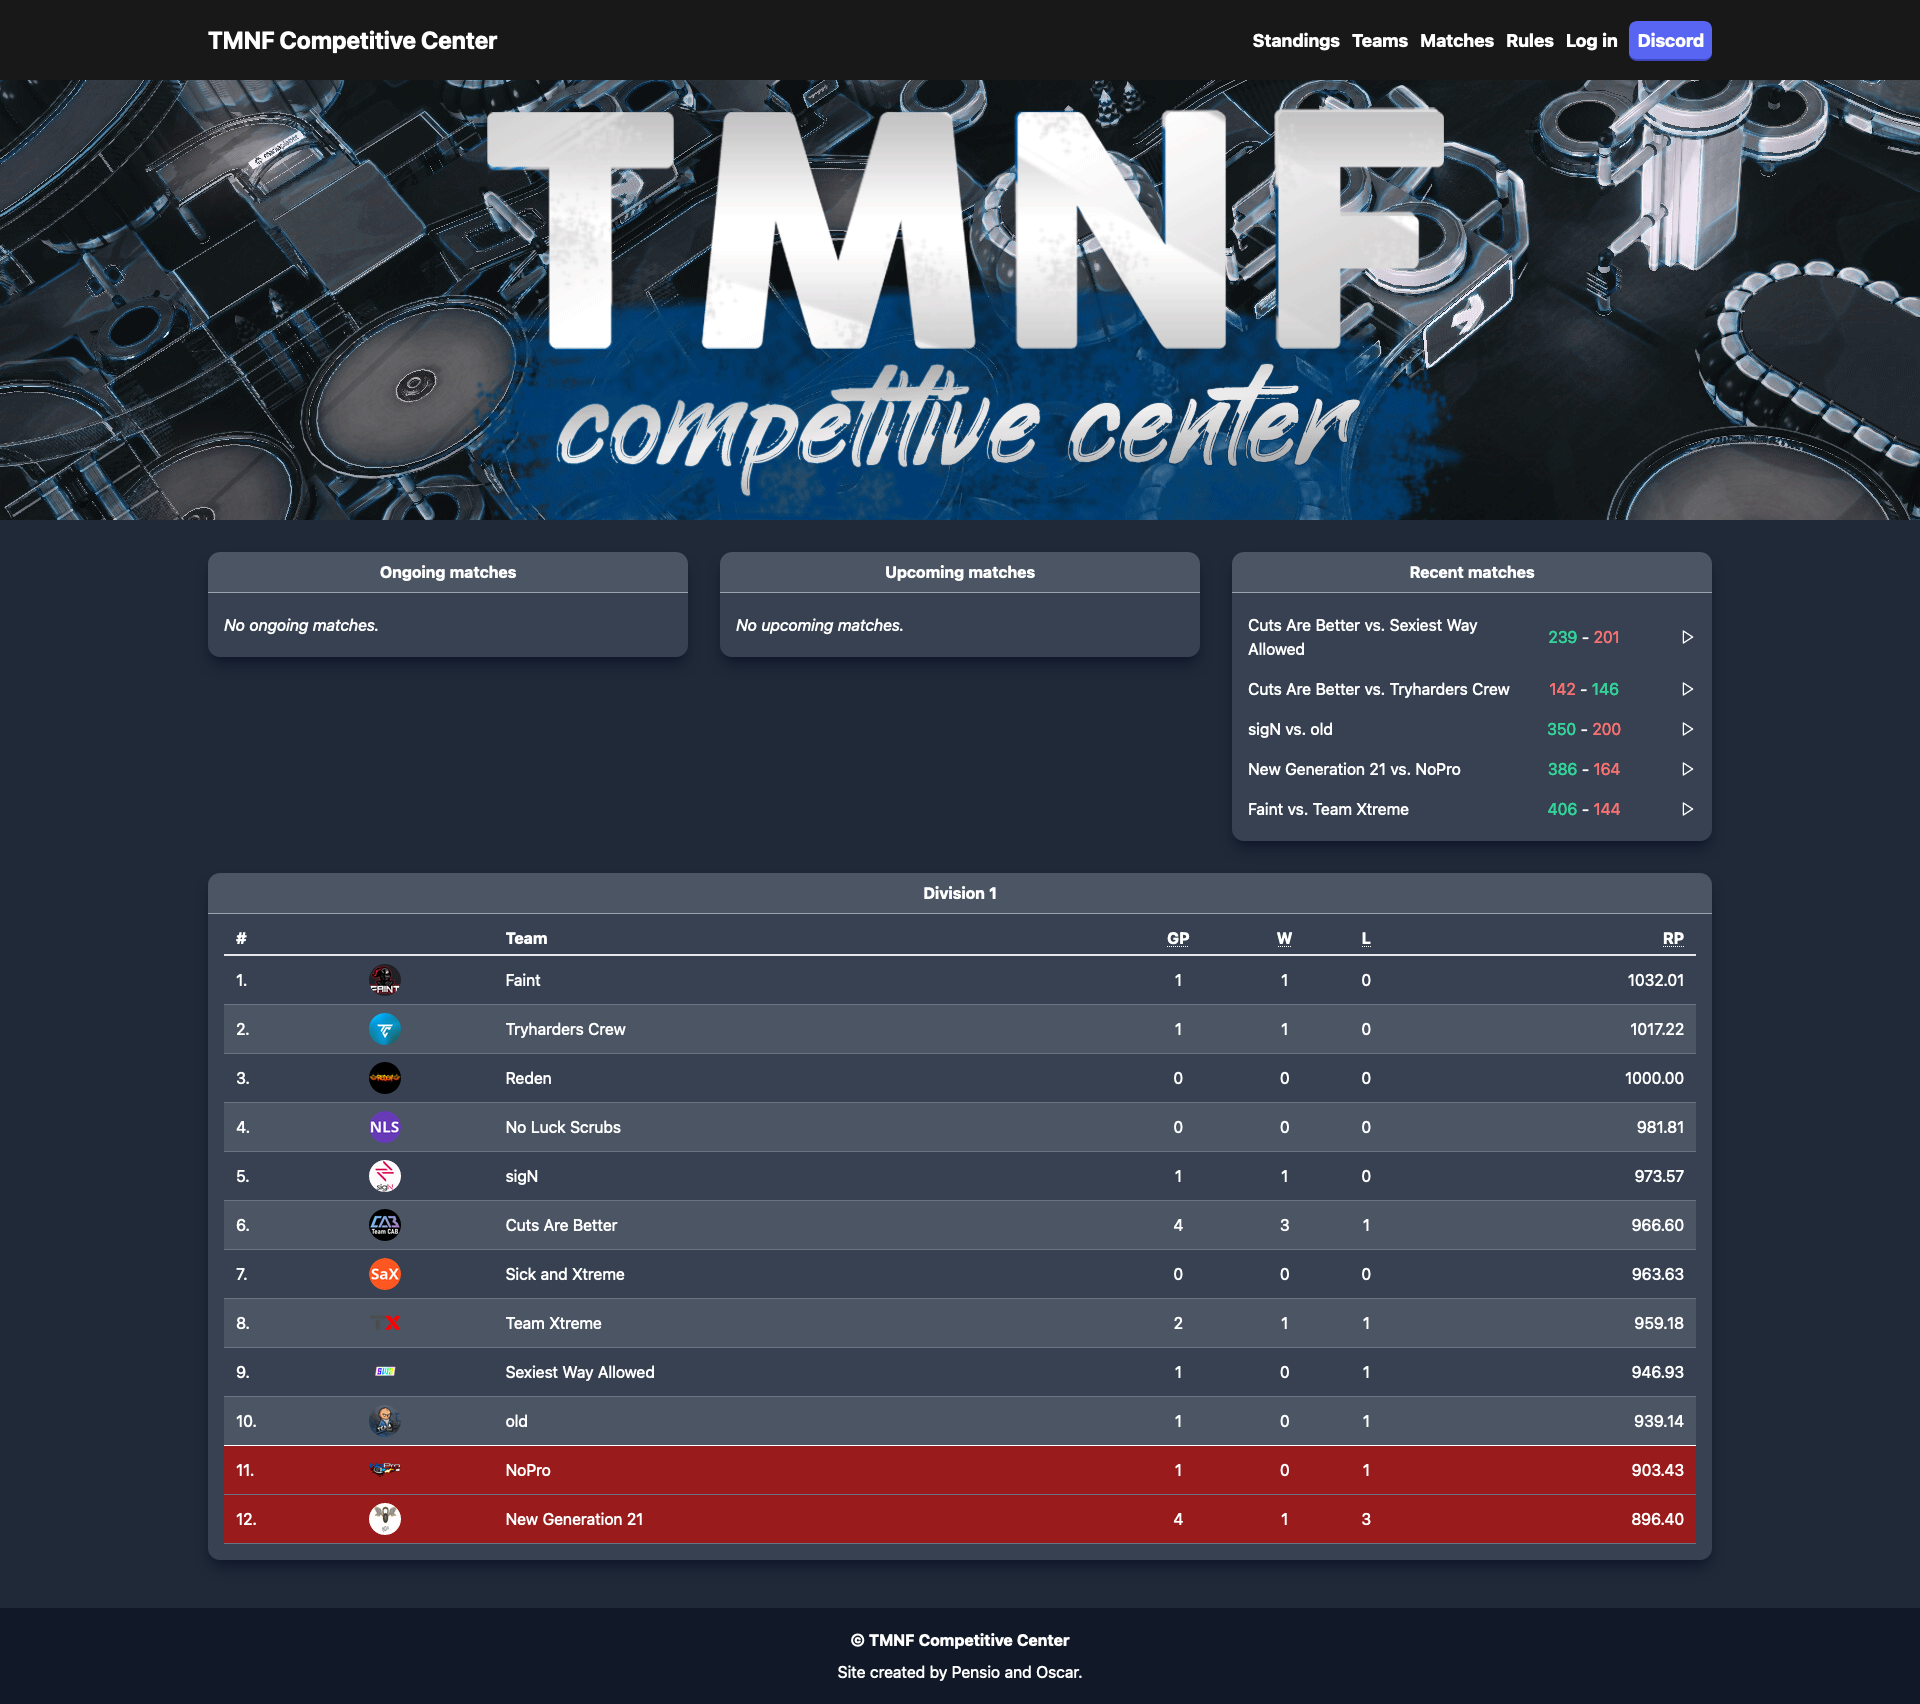 TMNF Competitive Center
Standings Teams Matches Rules Log in Discord
TMNF
competitive center
Ongoing matches
No ongoing matches.
Upcoming matches
No upcoming matches.
Recent matches
Cuts Are Better vs. Sexiest Way
Allowed
239 - 201
Cuts Are Better vs. Tryharders Crew 142 - 146
sigN vs. old 350 - 200
New Generation 21 vs. NoPro 386 - 164
Faint vs. Team Xtreme 406 - 144
Division 1
# Team GP W L RP
1. FAINT Faint 1 1 0 1032.01
2. Tryharders Crew 1 1 0 1017.22
3. Reden 0 0 0 1000.00
4. NLS No Luck Scrubs 0 0 0 981.81
5. sigN sigN 1 1 0 973.57
6. CAB Team CAB Cuts Are Better 4 3 1 966.60
7. SaX Sick and Xtreme 0 0 0 963.63
8. TX Team Xtreme 2 1 1 959.18
9. Sexiest Way Allowed 1 0 1 946.93
10. old 1 0 1 939.14
11. NoPro 1 0 1 903.43
12. New Generation 21 4 1 3 896.40
© TMNF Competitive Center
Site created by Pensio and Oscar.